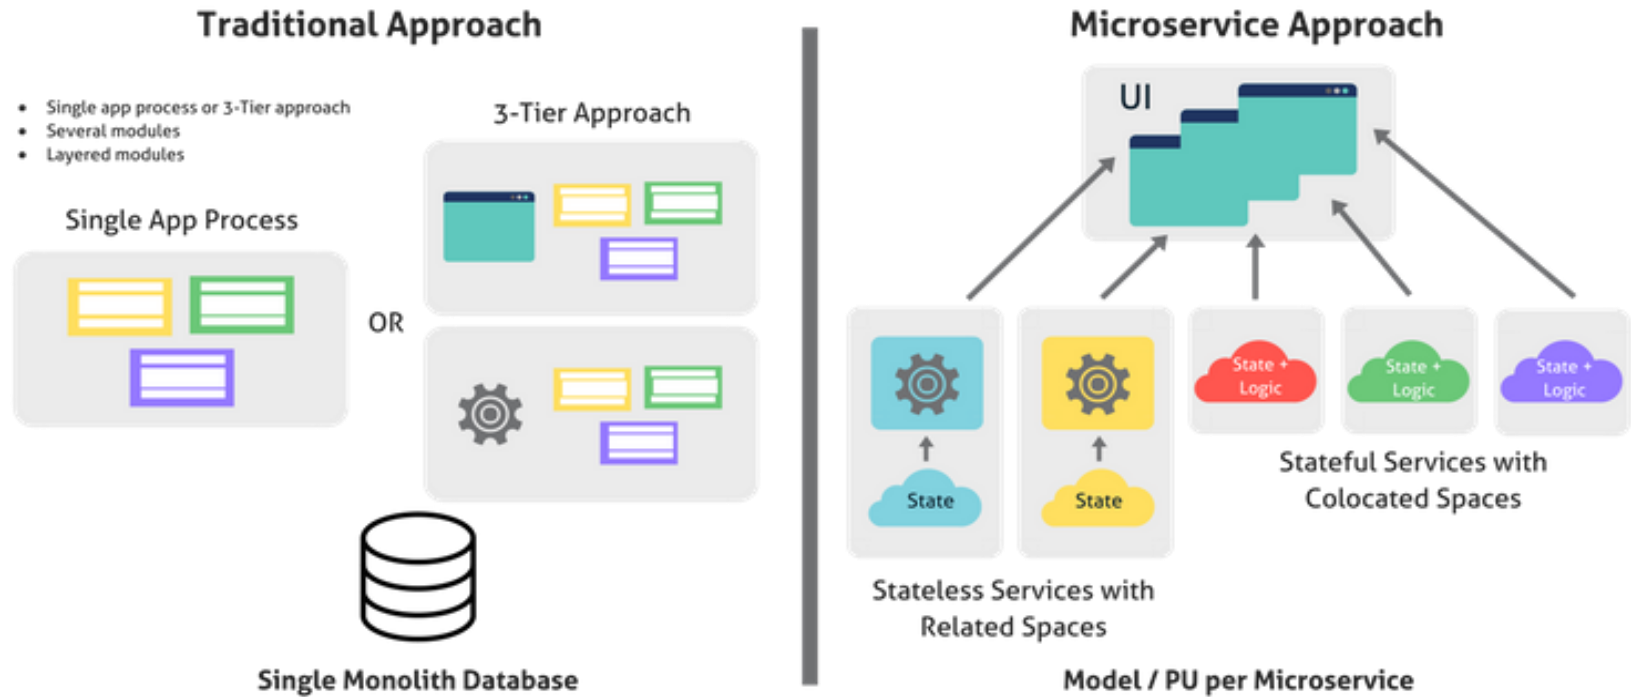 Traditional Approach
• Single app process or 3-Tier approach
• Several modules
• Layered modules
Single App Process
OR
3-Tier Approach
Single Monolith Database
Microservice Approach
UI
State
State
State +
Logic
State +
Logic
State +
Logic
Stateless Services with
Related Spaces
Stateful Services with
Colocated Spaces
Model / PU per Microservice